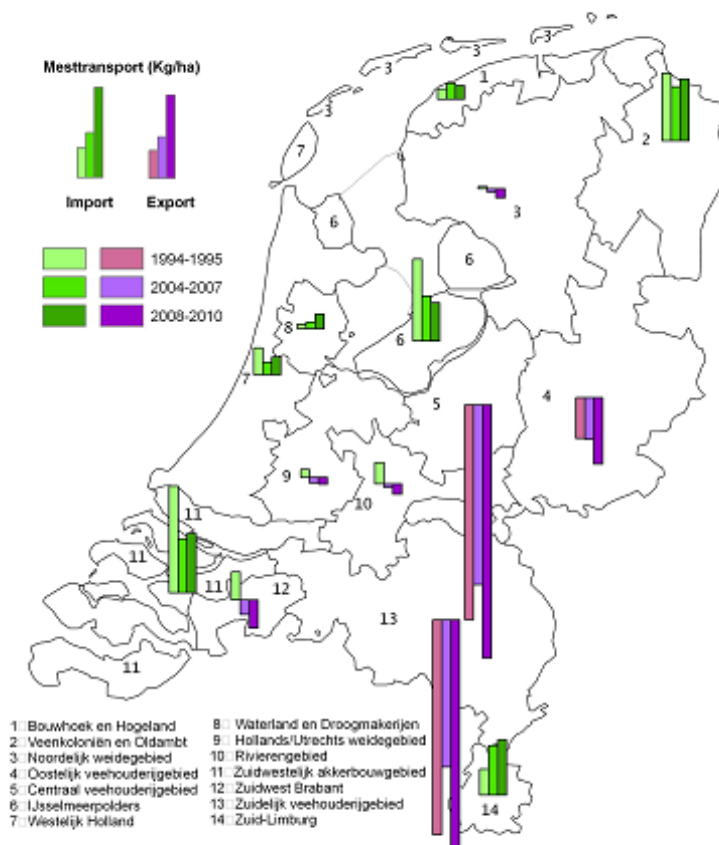 Mesttransport (Kg/ha)
Import Export
1994-1995
2004-2007
2008-2010
3
3
3
3
1
2
7
3
6
6
8
6
7
5
4
9
10
11
11
11
12
13
11
14
1 Bouwhoek en Hogeland
2 Veenkoloniën en Oldambt
3 Noordelijk weidegebied
4 Oostelijk veehouderijgebied
5 Centraal veehouderijgebied
6 IJsselmeerpolders
7 Westelijk Holland
8 Waterland en Droogmakerijen
9 Hollands/Utrechts weidegebied
10 Rivierengebied
11 Zuidwestelijk akkerbouwgebied
12 Zuidwest Brabant
13 Zuidelijk veehouderijgebied
14 Zuid-Limburg